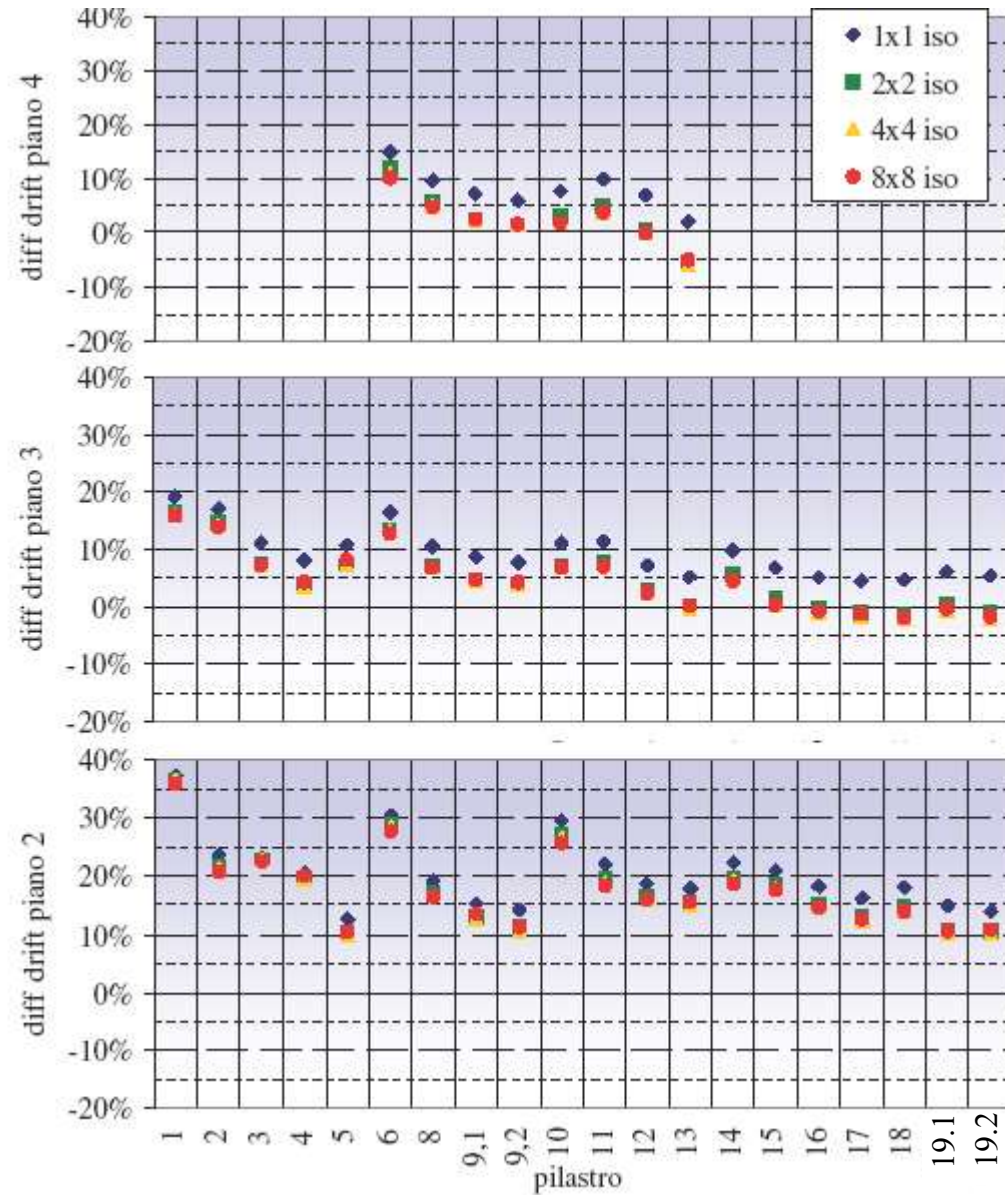 40%
30%
20%
10%
0%
-10%
-20%
diff drift piano 4
1x1 iso
2x2 iso
4x4 iso
8x8 iso
40%
30%
20%
10%
0%
-10%
-20%
diff drift piano 3
40%
30%
20%
10%
0%
-10%
-20%
diff drift piano 2
1 2 3 4 5 6 8 9,1 9,2 10 11 12 13 14 15 16 17 18 19.1 19.2
pilastro